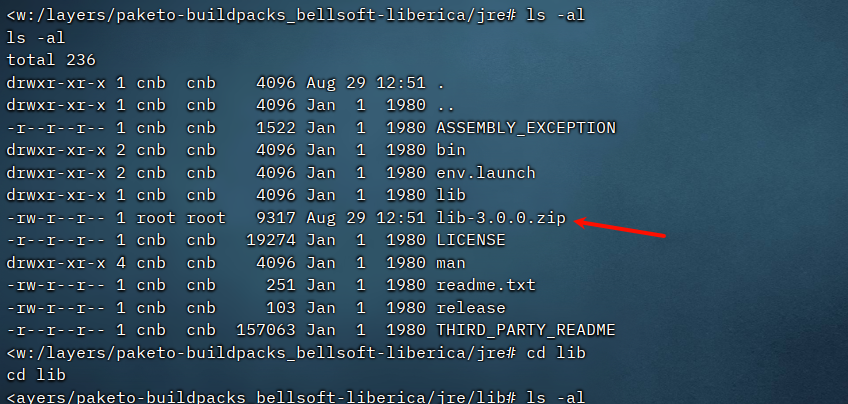 <w:/layers/paketo-buildpacks_bellsoft-liberica/jre# ls -al
ls -al
total 236
drwxr-xr-x 1 cnb  cnb    4096 Aug 29 12:51 .
drwxr-xr-x 1 cnb  cnb    4096 Jan  1  1980 ..
-r--r--r-- 1 cnb  cnb    1522 Jan  1  1980 ASSEMBLY_EXCEPTION
drwxr-xr-x 2 cnb  cnb    4096 Jan  1  1980 bin
drwxr-xr-x 2 cnb  cnb    4096 Jan  1  1980 env.launch
drwxr-xr-x 1 cnb  cnb    4096 Jan  1  1980 lib
-rw-r--r-- 1 root root   9317 Aug 29 12:51 lib-3.0.0.zip
-r--r--r-- 1 cnb  cnb   19274 Jan  1  1980 LICENSE
drwxr-xr-x 4 cnb  cnb    4096 Jan  1  1980 man
-rw-r--r-- 1 cnb  cnb     251 Jan  1  1980 readme.txt
-rw-r--r-- 1 cnb  cnb     103 Jan  1  1980 release
-r--r--r-- 1 cnb  cnb  157063 Jan  1  1980 THIRD_PARTY_README
<w:/layers/paketo-buildpacks_bellsoft-liberica/jre# cd lib
cd lib
<ayers/paketo-buildpacks_bellsoft-liberica/jre/lib# ls -al